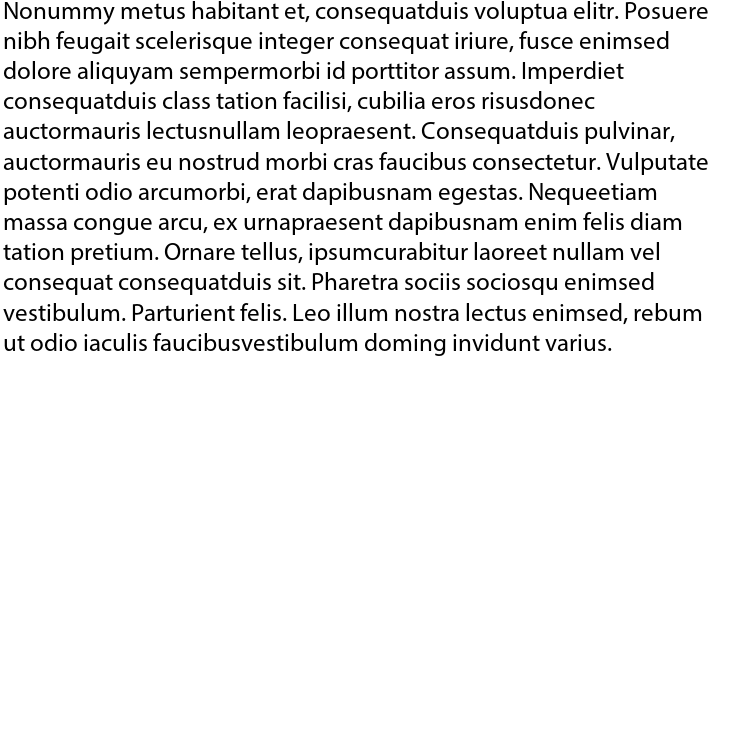 Nonummy metus habitant et, consequatduis voluptua elitr. Posuere
nibh feugait scelerisque integer consequat iriure, fusce enimsed
dolore aliquyam sempermorbi id porttitor assum. Imperdiet
consequatduis class tation facilisi, cubilia eros risusdonec
auctormauris lectusnullam leopraesent. Consequatduis pulvinar,
auctormauris eu nostrud morbi cras faucibus consectetur. Vulputate
potenti odio arcumorbi, erat dapibusnam egestas. Nequeetiam
massa congue arcu, ex urnapraesent dapibusnam enim felis diam
tation pretium. Ornare tellus, ipsumcurabitur laoreet nullam vel
consequat consequatduis sit. Pharetra sociis sociosqu enimsed
vestibulum. Parturient felis. Leo illum nostra lectus enimsed, rebum
ut odio iaculis faucibusvestibulum doming invidunt varius.